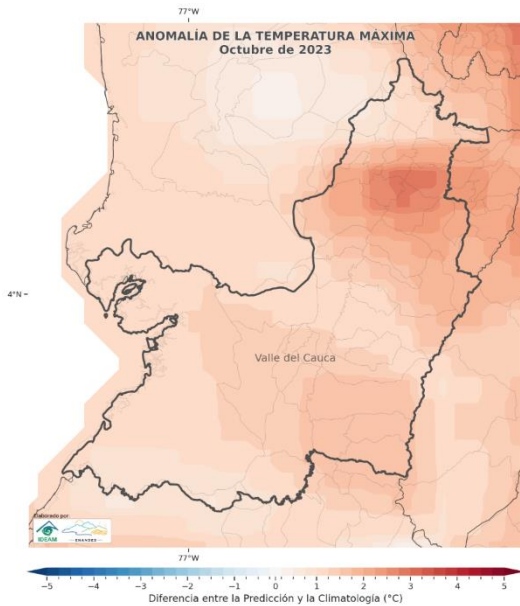 77°W
ANOMALÍA DE LA TEMPERATURA MÁXIMA
Octubre de 2023
4°N
Valle del Cauca
Elaborado por:
IDEAM
ENANDES
77°W
−5 −4 −3 −2 −1 0 1 2 3 4 5
Diferencia entre la Predicción y la Climatología (°C)